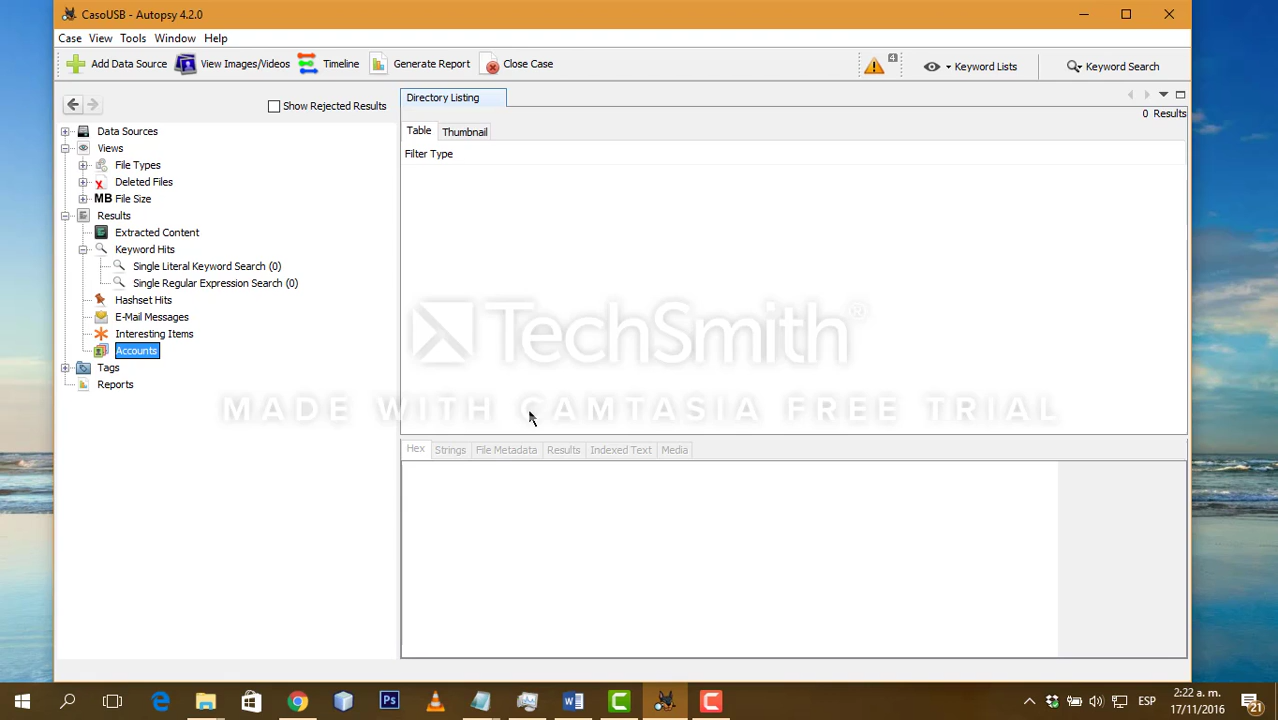 CasoUSB - Autopsy 4.2.0
Case View Tools Window Help
Add Data Source View Images/Videos Timeline Generate Report Close Case 4 Keyword Lists Keyword Search
Show Rejected Results
Directory Listing
0 Results
Table Thumbnail
Filter Type
Data Sources
Views
File Types
Deleted Files
MB File Size
Results
Extracted Content
Keyword Hits
Single Literal Keyword Search (0)
Single Regular Expression Search (0)
Hashset Hits
E-Mail Messages
Interesting Items
Accounts
Tags
Reports
TechSmith®
MADE WITH CAMTASIA FREE TRIAL
Hex Strings File Metadata Results Indexed Text Media
Ps
ESP
2:22 a. m.
17/11/2016
21